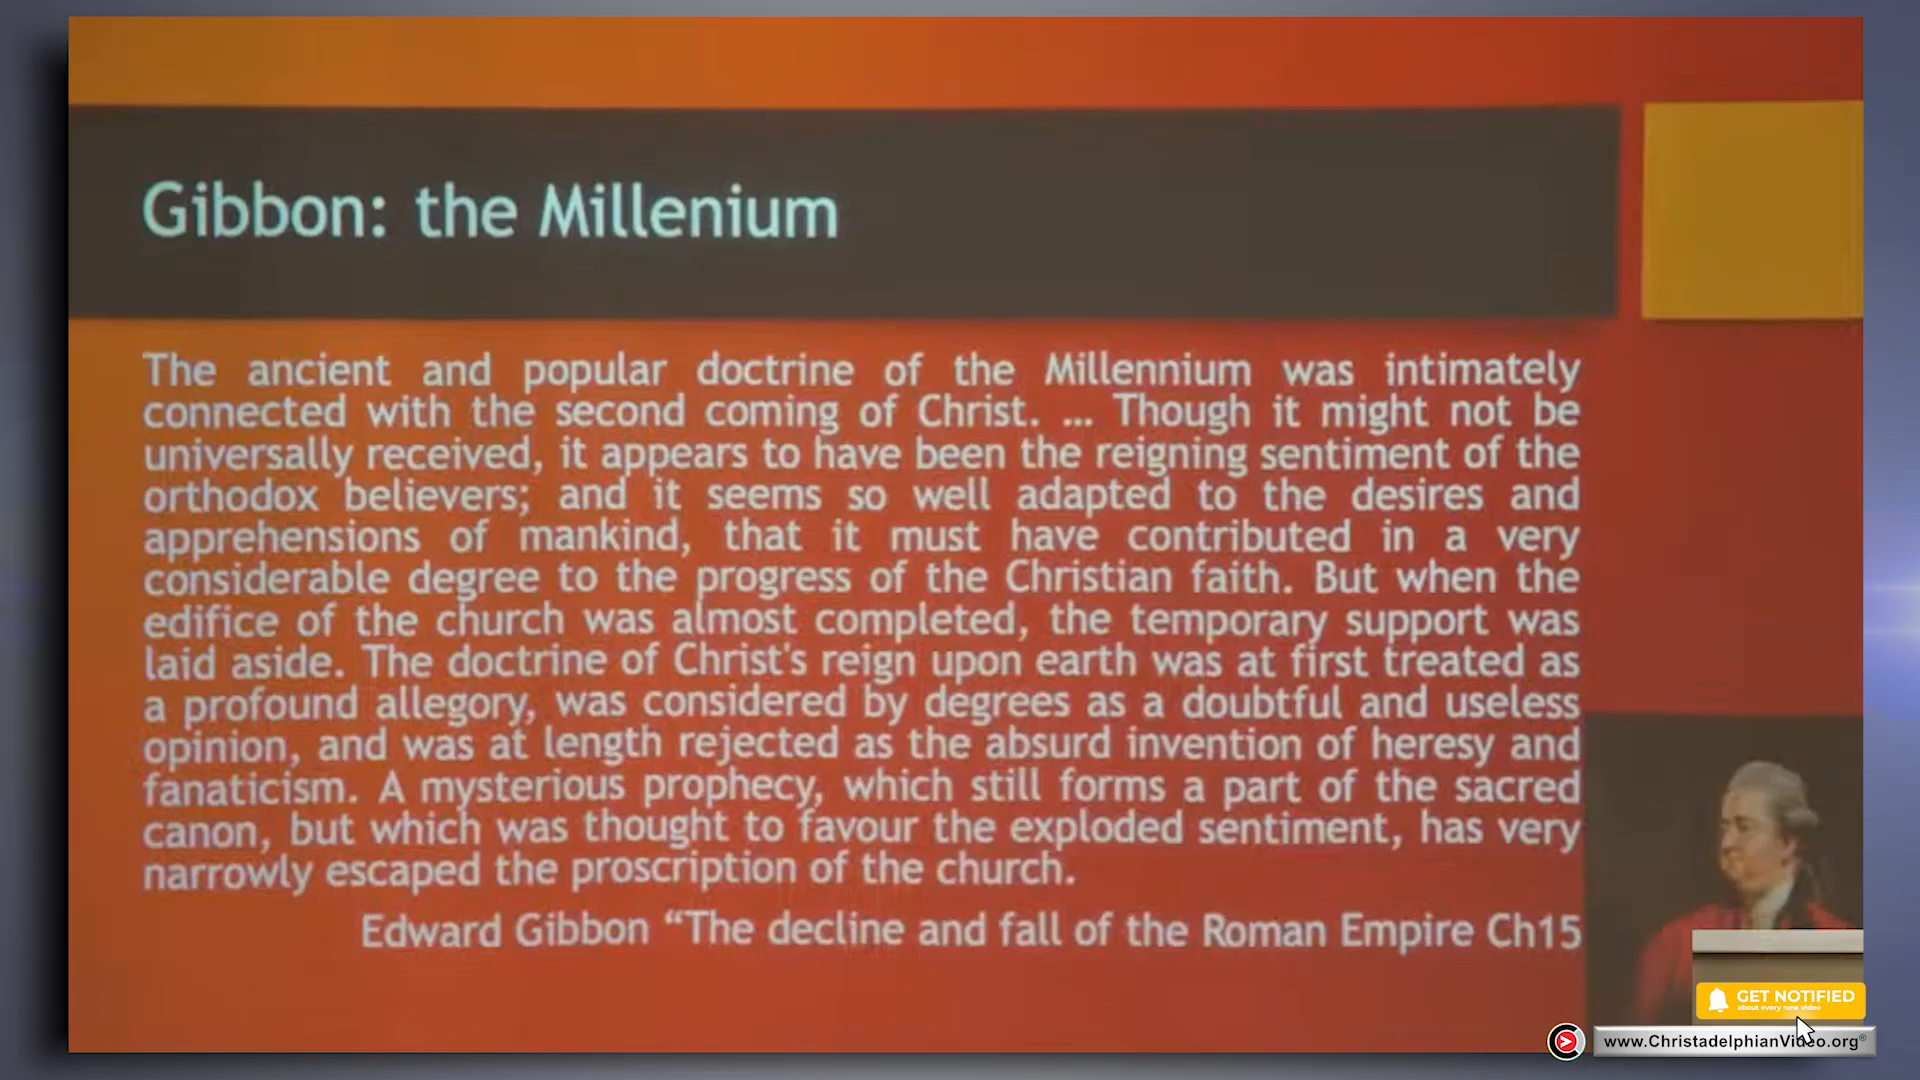 Gibbon: the Millenium
The ancient and popular doctrine of the Millennium was intimately
connected with the second coming of Christ. ... Though it might not be
universally received, it appears to have been the reigning sentiment of the
orthodox believers; and it seems so well adapted to the desires and
apprehensions of mankind, that it must have contributed in a very
considerable degree to the progress of the Christian faith. But when the
edifice of the church was almost completed, the temporary support was
laid aside. The doctrine of Christ's reign upon earth was at first treated as
a profound allegory, was considered by degrees as a doubtful and useless
opinion, and was at length rejected as the absurd invention of heresy and
fanaticism. A mysterious prophecy, which still forms a part of the sacred
canon, but which was thought to favour the exploded sentiment, has very
narrowly escaped the proscription of the church.
Edward Gibbon “The decline and fall of the Roman Empire Ch15
GET NOTIFIED
about every new video
www.ChristadelphianVideo.org®